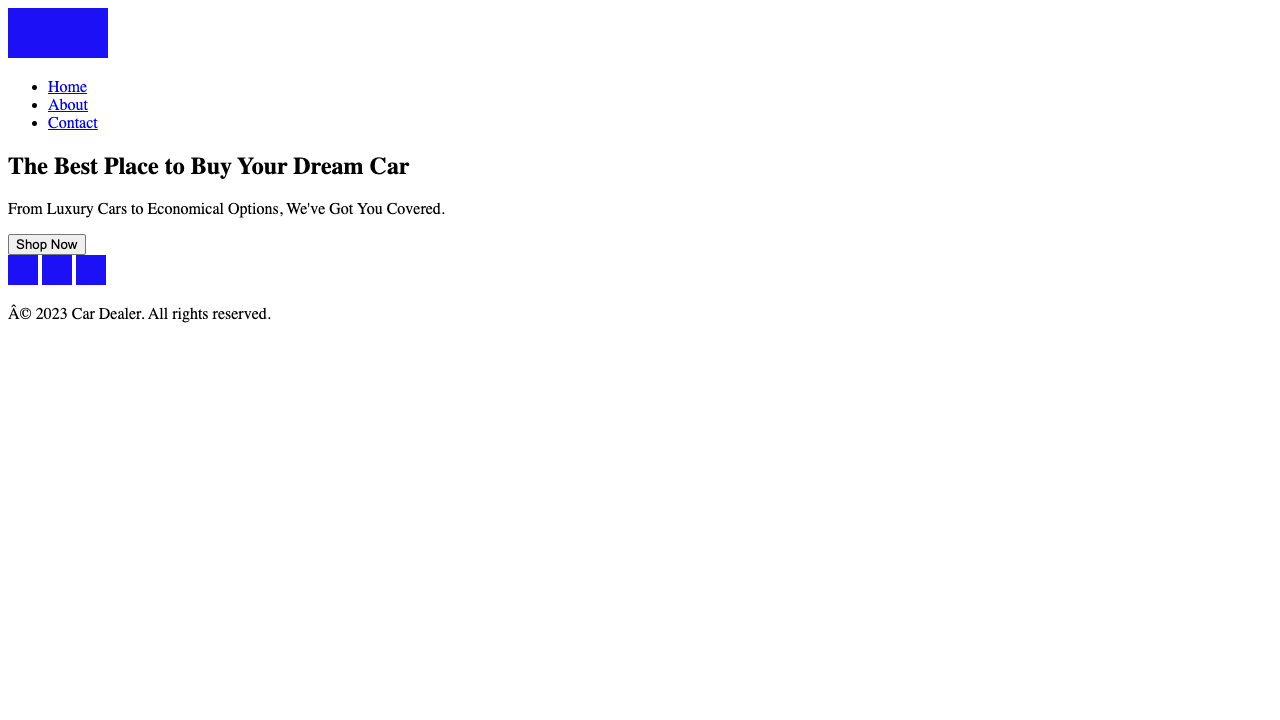 Home
About
Contact
The Best Place to Buy Your Dream Car
From Luxury Cars to Economical Options, We've Got You Covered.
Shop Now
Â© 2023 Car Dealer. All rights reserved.